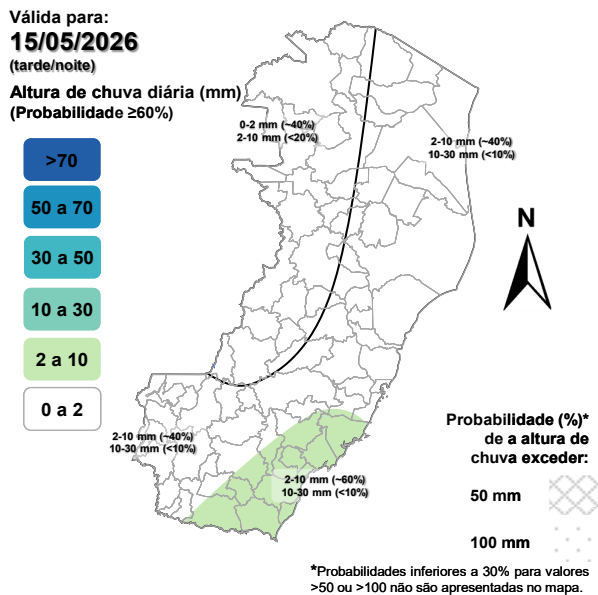 Válida para:
15/05/2026
(tarde/noite)
Altura de chuva diária (mm)
(Probabilidade ≥60%)
>70
50 a 70
30 a 50
10 a 30
2 a 10
0 a 2
0-2 mm (~40%)
2-10 mm (<20%)
2-10 mm (~40%)
10-30 mm (<10%)
N
2-10 mm (~40%)
10-30 mm (<10%)
2-10 mm (~60%)
10-30 mm (<10%)
Probabilidade (%)*
de a altura de
chuva exceder:
50 mm
100 mm
*Probabilidades inferiores a 30% para valores
>50 ou >100 não são apresentadas no mapa.